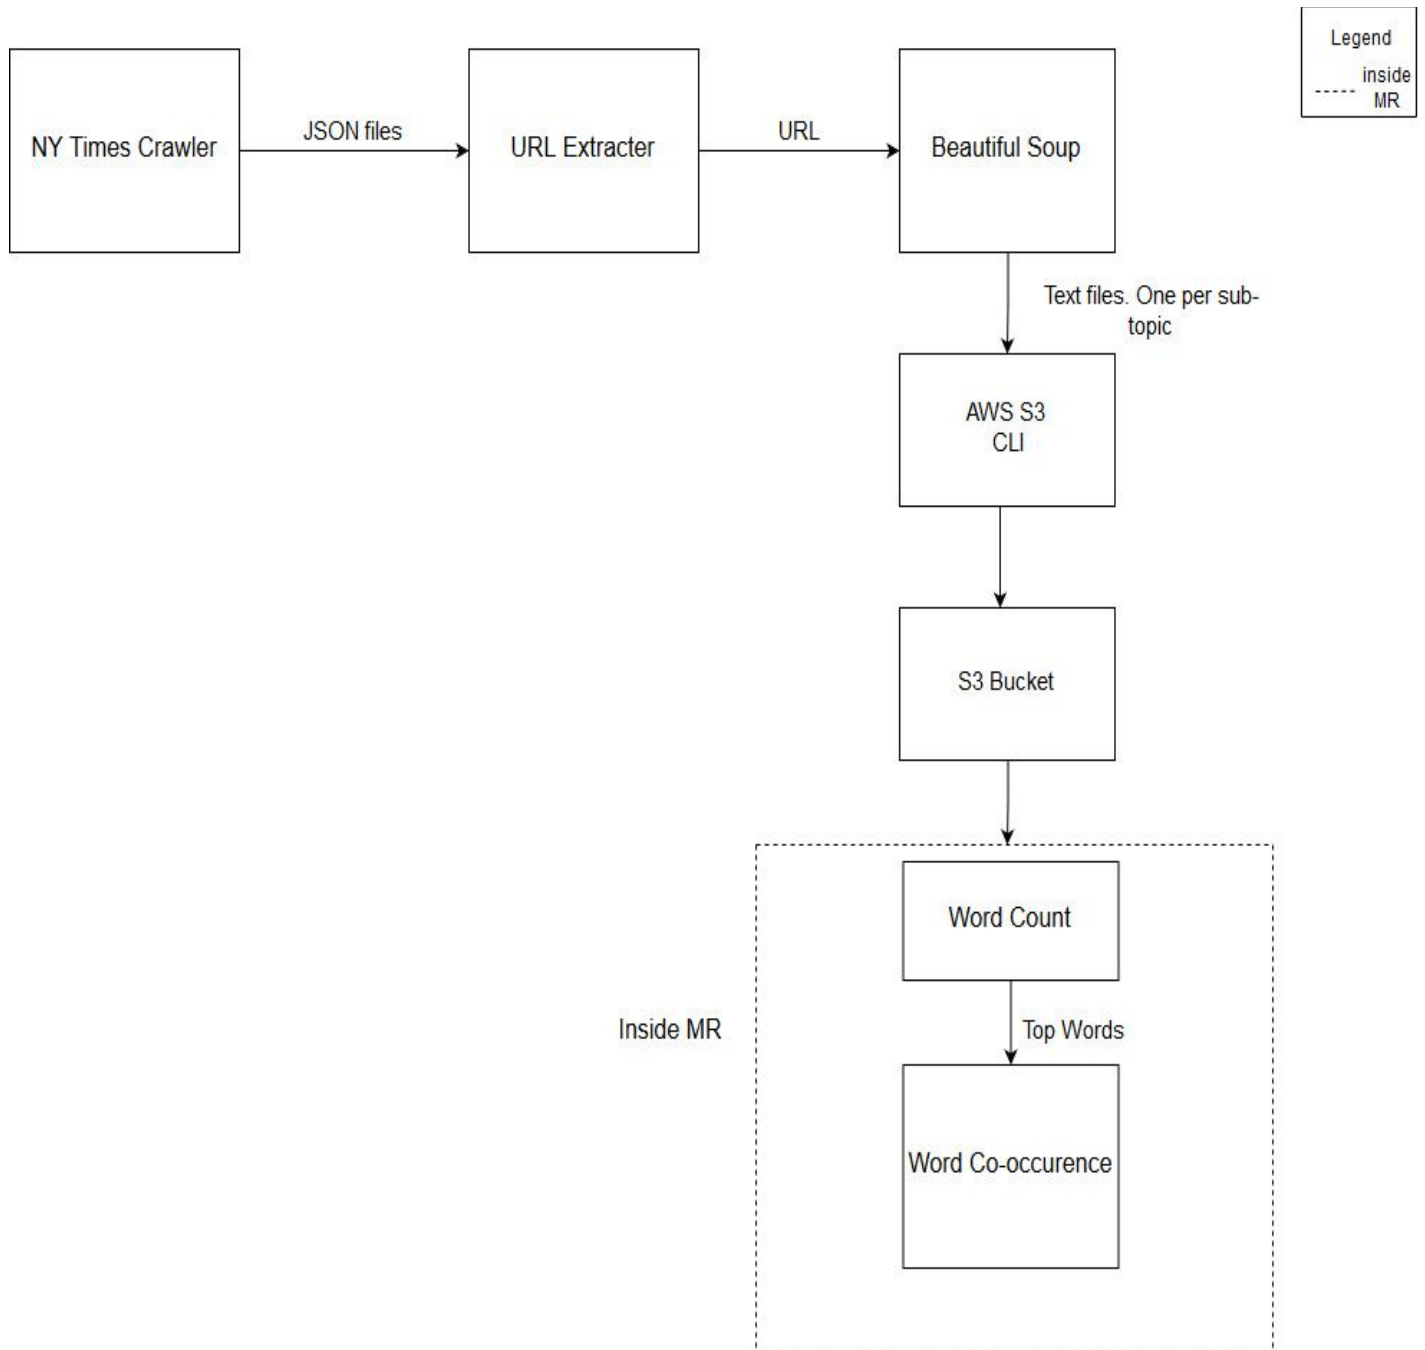 Legend
inside
MR
NY Times Crawler
JSON files
URL Extracter
URL
Beautiful Soup
Text files. One per sub-
topic
AWS S3
CLI
S3 Bucket
Word Count
Inside MR
Top Words
Word Co-occurence